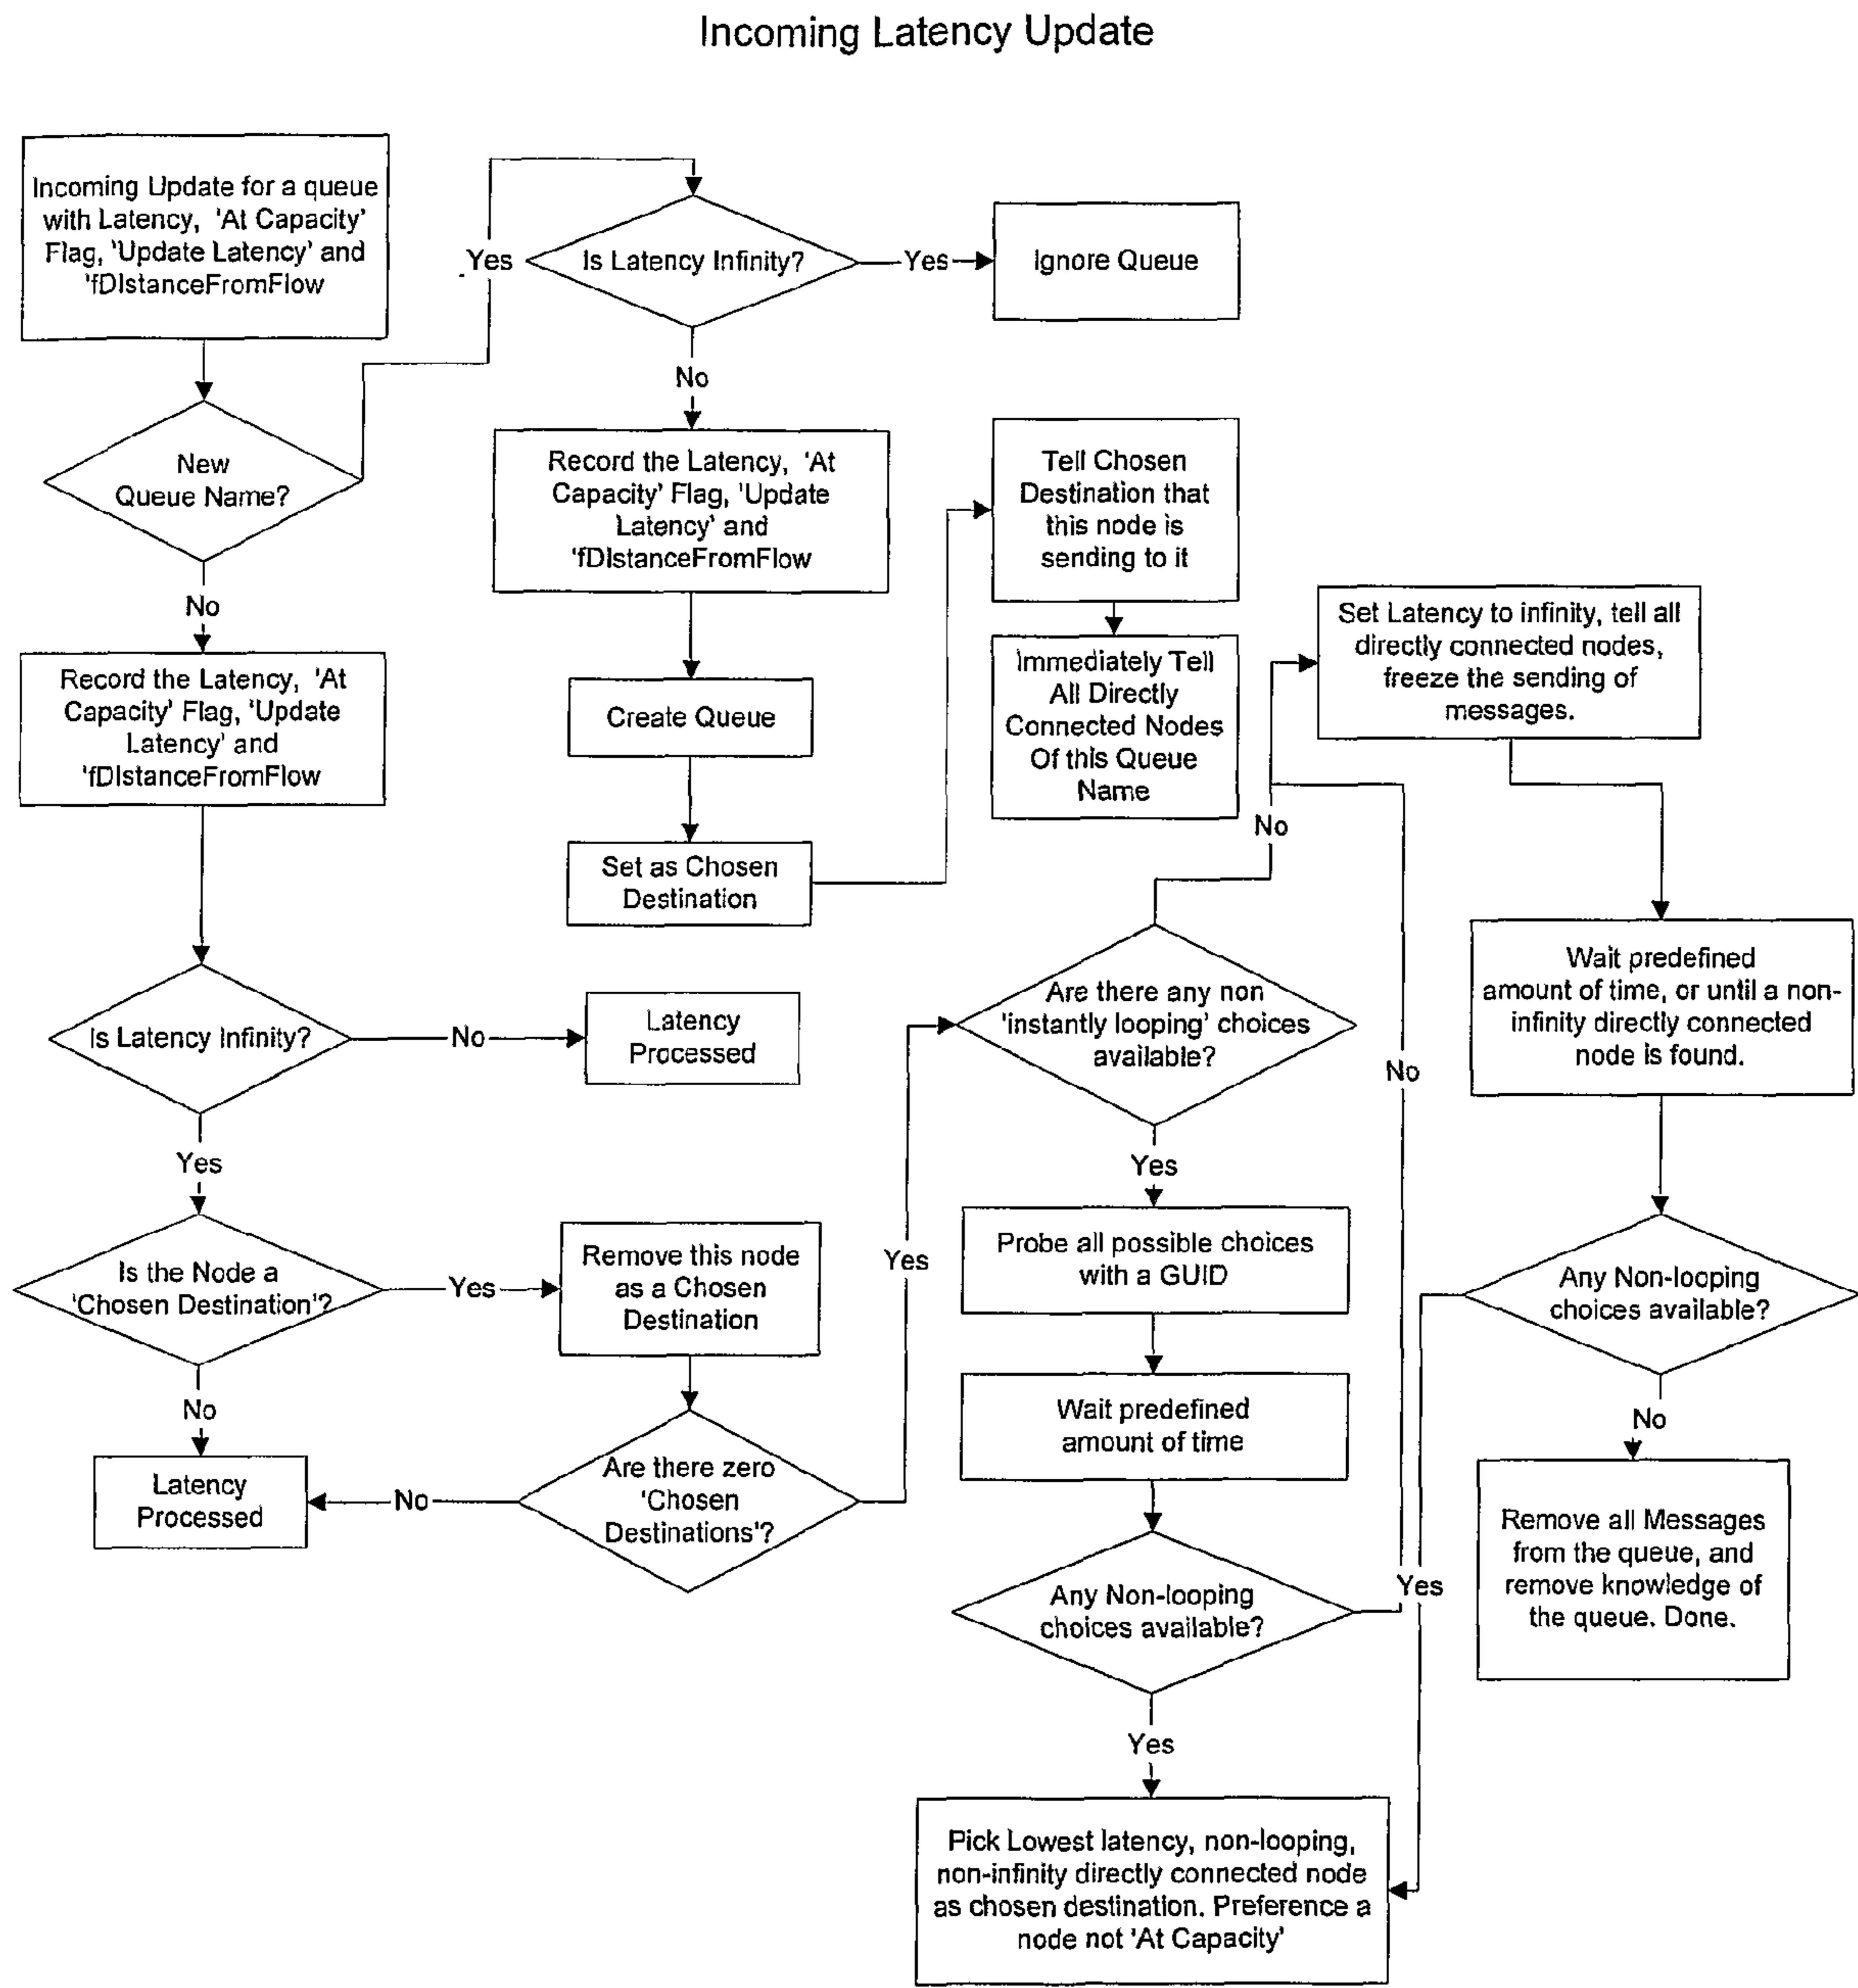 Incoming Latency Update
Incoming Update for a queue
with Latency, 'At Capacity'
Flag, 'Update Latency' and
'fDIstanceFromFlow
New
Queue Name?
Yes
Is Latency Infinity?
Yes
Ignore Queue
No
Record the Latency, 'At
Capacity' Flag, 'Update
Latency' and
'fDIstanceFromFlow
Create Queue
Set as Chosen
Destination
Tell Chosen
Destination that
this node is
sending to it
Immediately Tell
All Directly
Connected Nodes
Of this Queue
Name
No
Record the Latency, 'At
Capacity' Flag, 'Update
Latency' and
'fDIstanceFromFlow
Is Latency Infinity?
No
Latency
Processed
Yes
Is the Node a
'Chosen Destination'?
Yes
Remove this node
as a Chosen
Destination
No
Latency
Processed
No
Are there zero
'Chosen
Destinations'?
Yes
Are there any non
'instantly looping' choices
available?
No
Set Latency to infinity, tell all
directly connected nodes,
freeze the sending of
messages.
Yes
Probe all possible choices
with a GUID
Wait predefined
amount of time
Any Non-looping
choices available?
No
Yes
Pick Lowest latency, non-looping,
non-infinity directly connected node
as chosen destination. Preference a
node not 'At Capacity'
Wait predefined
amount of time, or until a non-
infinity directly connected
node is found.
Any Non-looping
choices available?
Yes
No
Remove all Messages
from the queue, and
remove knowledge of
the queue. Done.